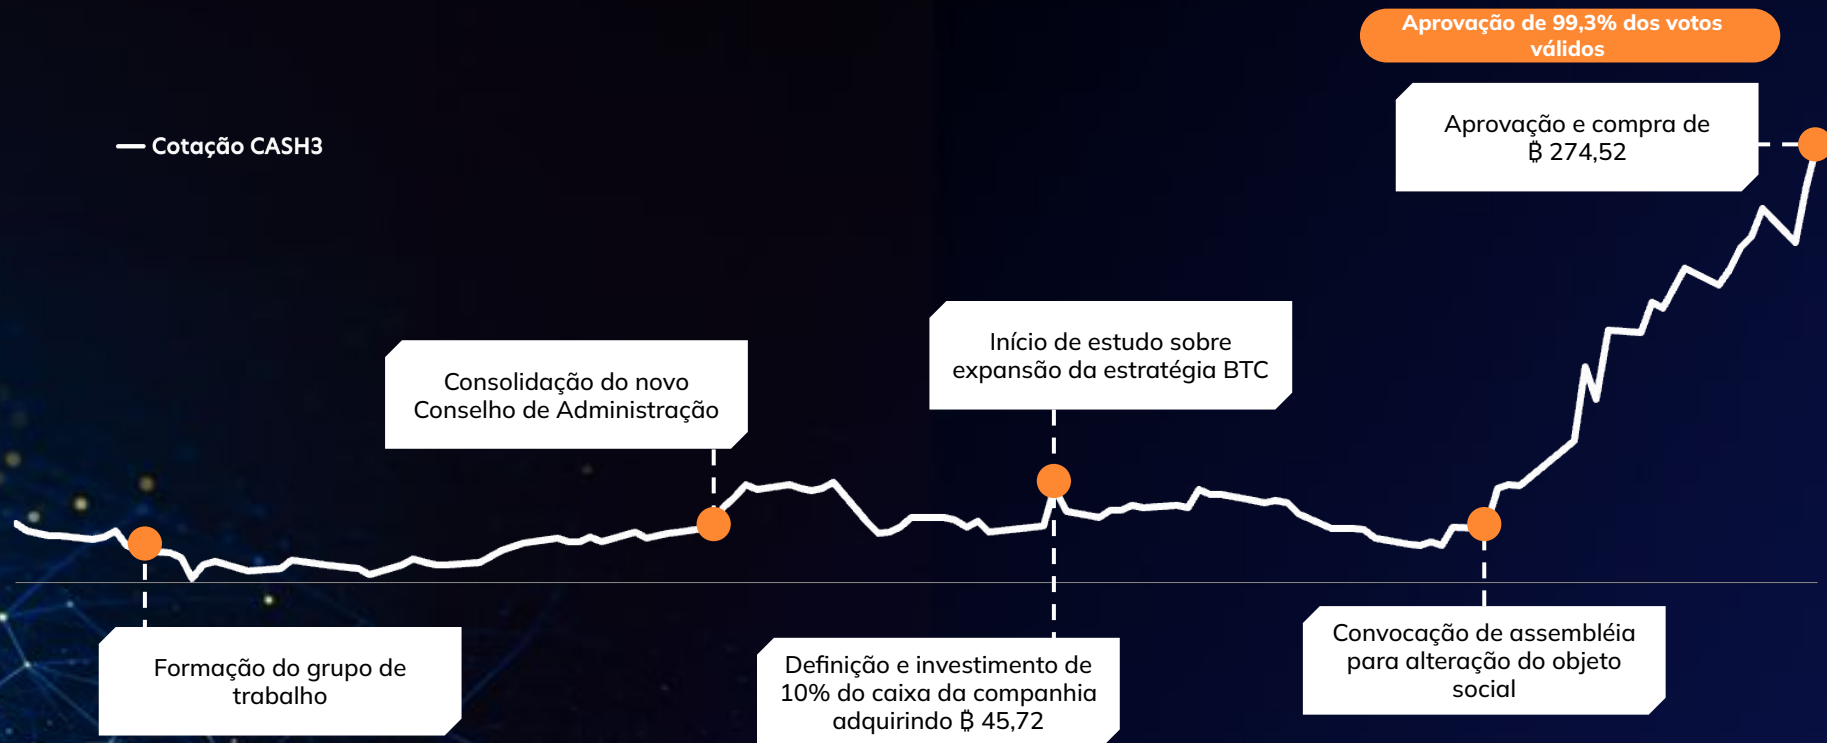 Aprovação de 99,3% dos votos
válidos
Aprovação e compra de
₿ 274,52
Cotação CASH3
Início de estudo sobre
expansão da estratégia BTC
Consolidação do novo
Conselho de Administração
Formação do grupo de
trabalho
Definição e investimento de
10% do caixa da companhia
adquirindo ₿ 45,72
Convocação de assembléia
para alteração do objeto
social